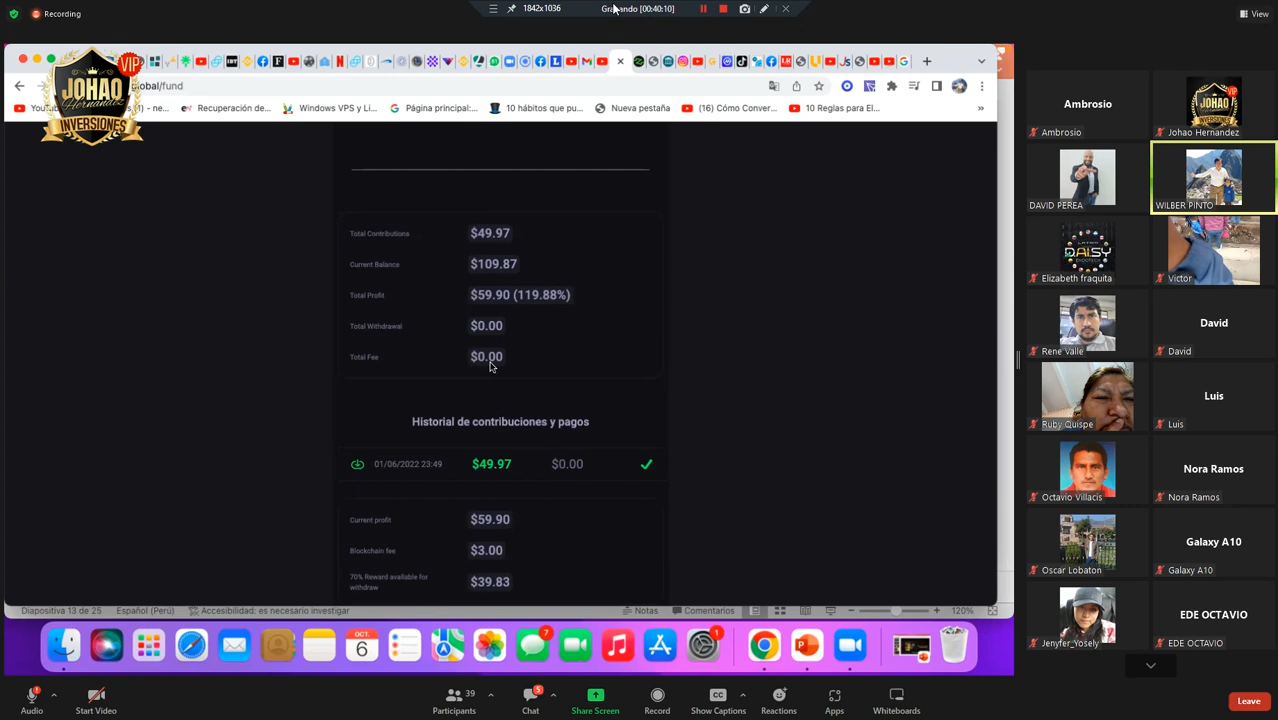 Recording
1842x1036
Grabando [00:40:10]
View
VIP
JOHAO
Hernández
INVERSIONES
obal/fund
Recuperación de...
Windows VPS y Li...
Página principal:...
10 hábitos que pu...
Nueva pestaña
(16) Cómo Conver...
10 Reglas para El...
»
Total Contributions
$49.97
Current Balance
$109.87
Total Profit
$59.90 (119.88%)
Total Withdrawal
$0.00
Total Fee
$0.00
Historial de contribuciones y pagos
01/06/2022 23:49
$49.97
$0.00
Current profit
$59.90
Blockchain fee
$3.00
70% Reward available for
withdraw
$39.83
Diapositiva 13 de 25
Español (Perú)
Accesibilidad: es necesario investigar
Notas
Comentarios
120%
OCT.
6
7
1
Ambrosio
Ambrosio
Johao Hernandez
DAVID PEREA
WILBER PINTO
DAISY
Elizabeth fraquita
Victor
Rene Valle
David
David
Ruby Quispe
Luis
Luis
Octavio Villacis
Nora Ramos
Nora Ramos
Oscar Lobaton
Galaxy A10
Galaxy A10
Jenyfer_Yosely
EDE OCTAVIO
EDE OCTAVIO
Audio
Start Video
39
Participants
5
Chat
Share Screen
Record
CC
Show Captions
Reactions
Apps
Whiteboards
Leave